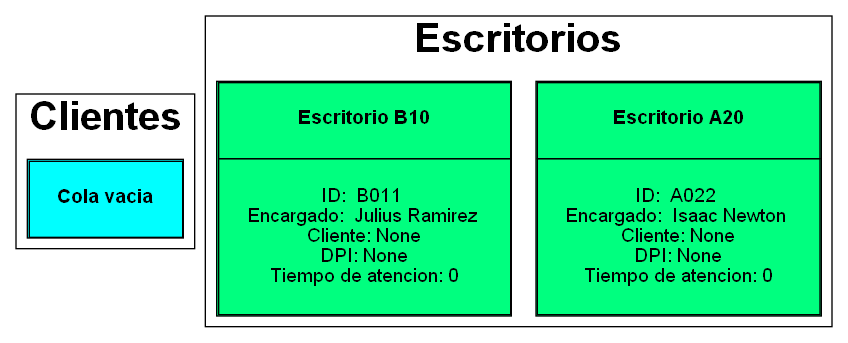 Clientes
Cola vacia
Escritorios
Escritorio B10
ID: B011
Encargado: Julius Ramirez
Cliente: None
DPI: None
Tiempo de atencion: 0
Escritorio A20
ID: A022
Encargado: Isaac Newton
Cliente: None
DPI: None
Tiempo de atencion: 0